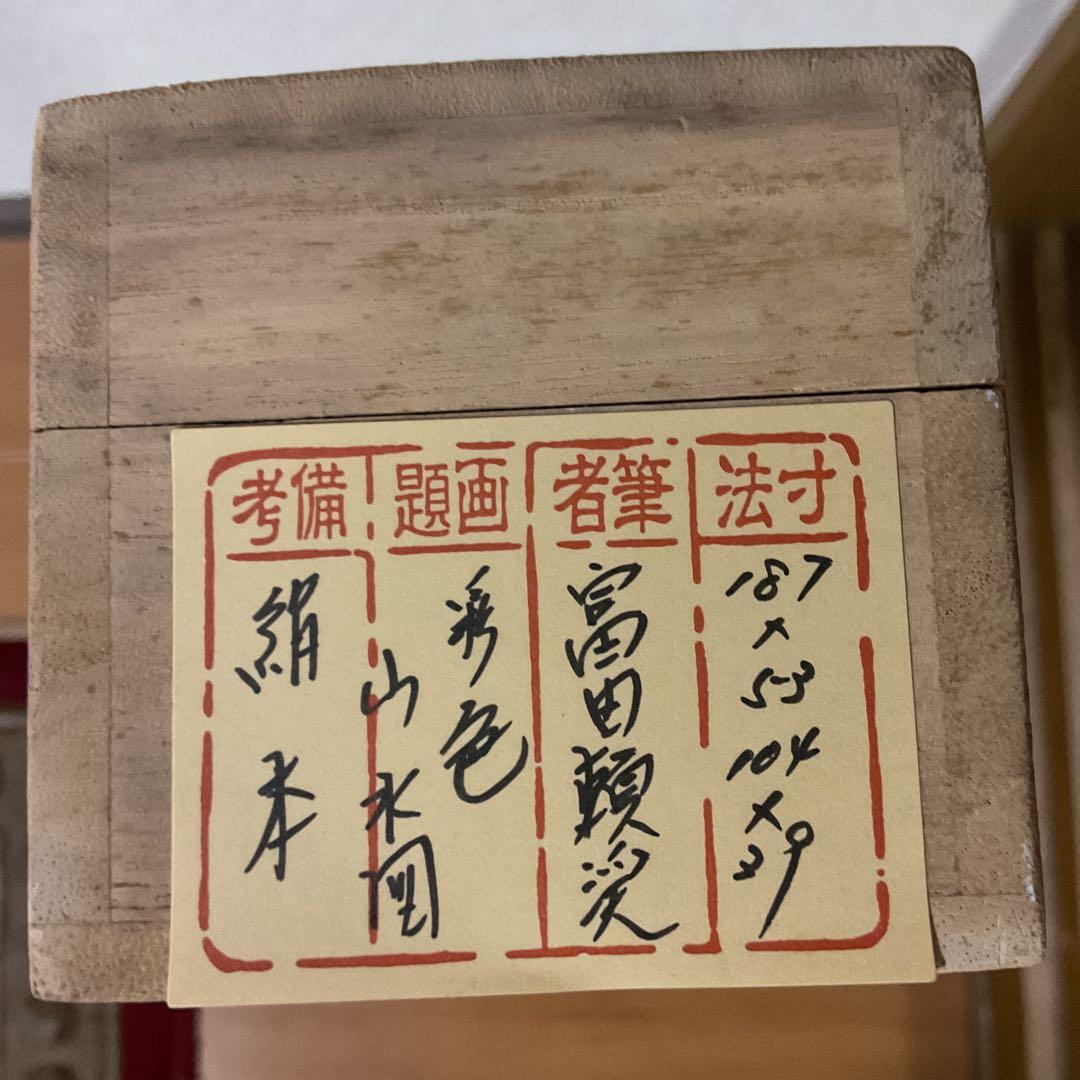 寸法
187
×
53
104
×
39
筆者
富田
画題
彩色
山水図
備考
絹本